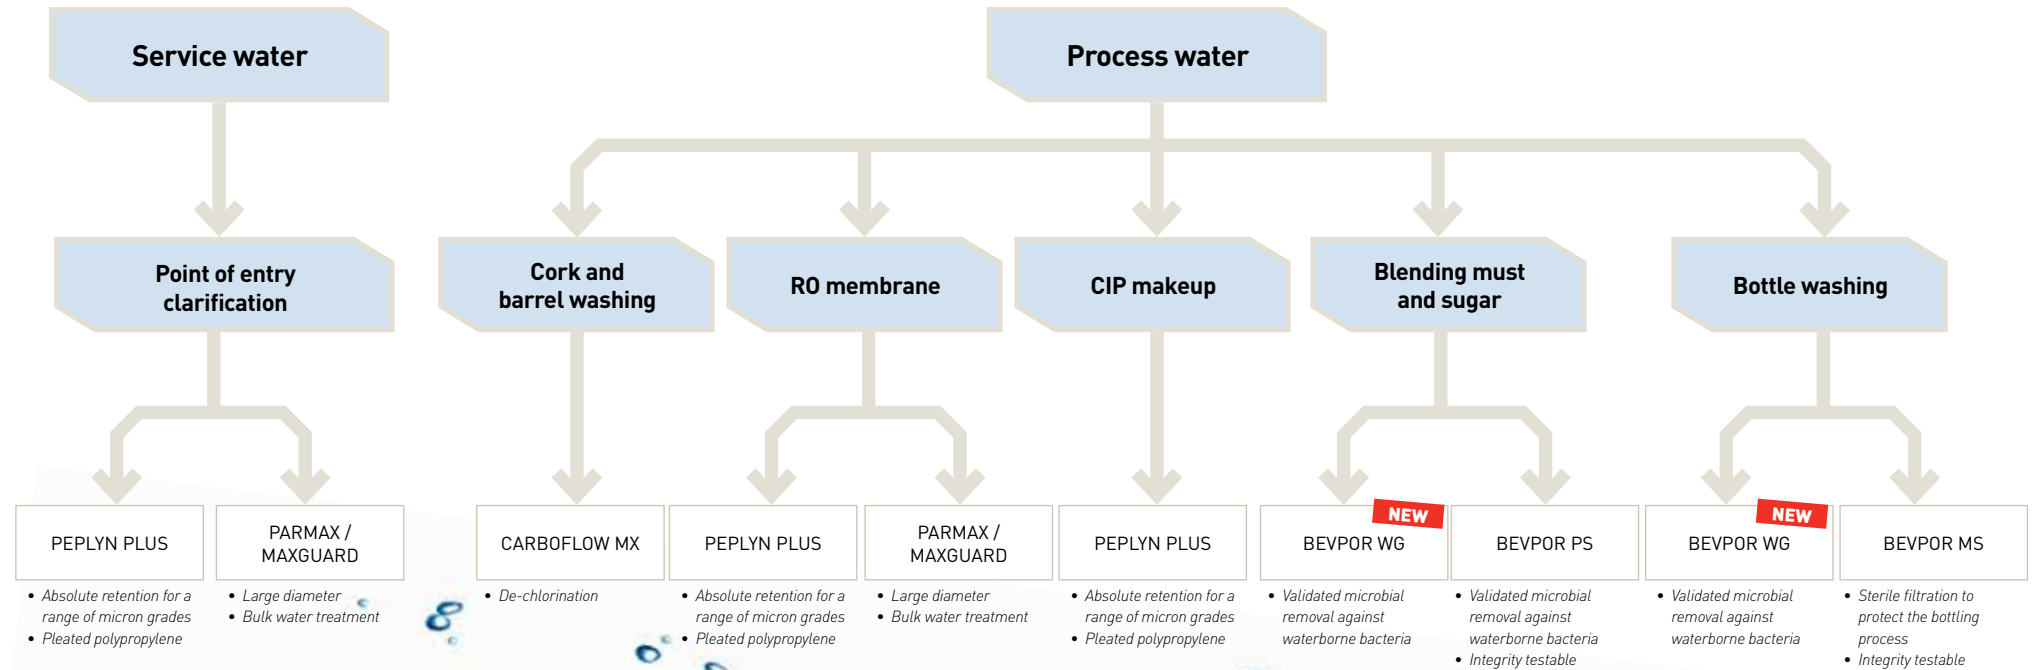 Service water
Process water
Point of entry
clarification
Cork and
barrel washing
RO membrane
CIP makeup
Blending must
and sugar
Bottle washing
PEPLYN PLUS
• Absolute retention for a
range of micron grades
• Pleated polypropylene
PARMAX /
MAXGUARD
• Large diameter
• Bulk water treatment
CARBOFLOW MX
• De-chlorination
PEPLYN PLUS
• Absolute retention for a
range of micron grades
• Pleated polypropylene
PARMAX /
MAXGUARD
• Large diameter
• Bulk water treatment
PEPLYN PLUS
• Absolute retention for a
range of micron grades
• Pleated polypropylene
NEW
BEVPOR WG
• Validated microbial
removal against
waterborne bacteria
BEVPOR PS
• Validated microbial
removal against
waterborne bacteria
• Integrity testable
NEW
BEVPOR WG
• Validated microbial
removal against
waterborne bacteria
BEVPOR MS
• Sterile filtration to
protect the bottling
process
• Integrity testable